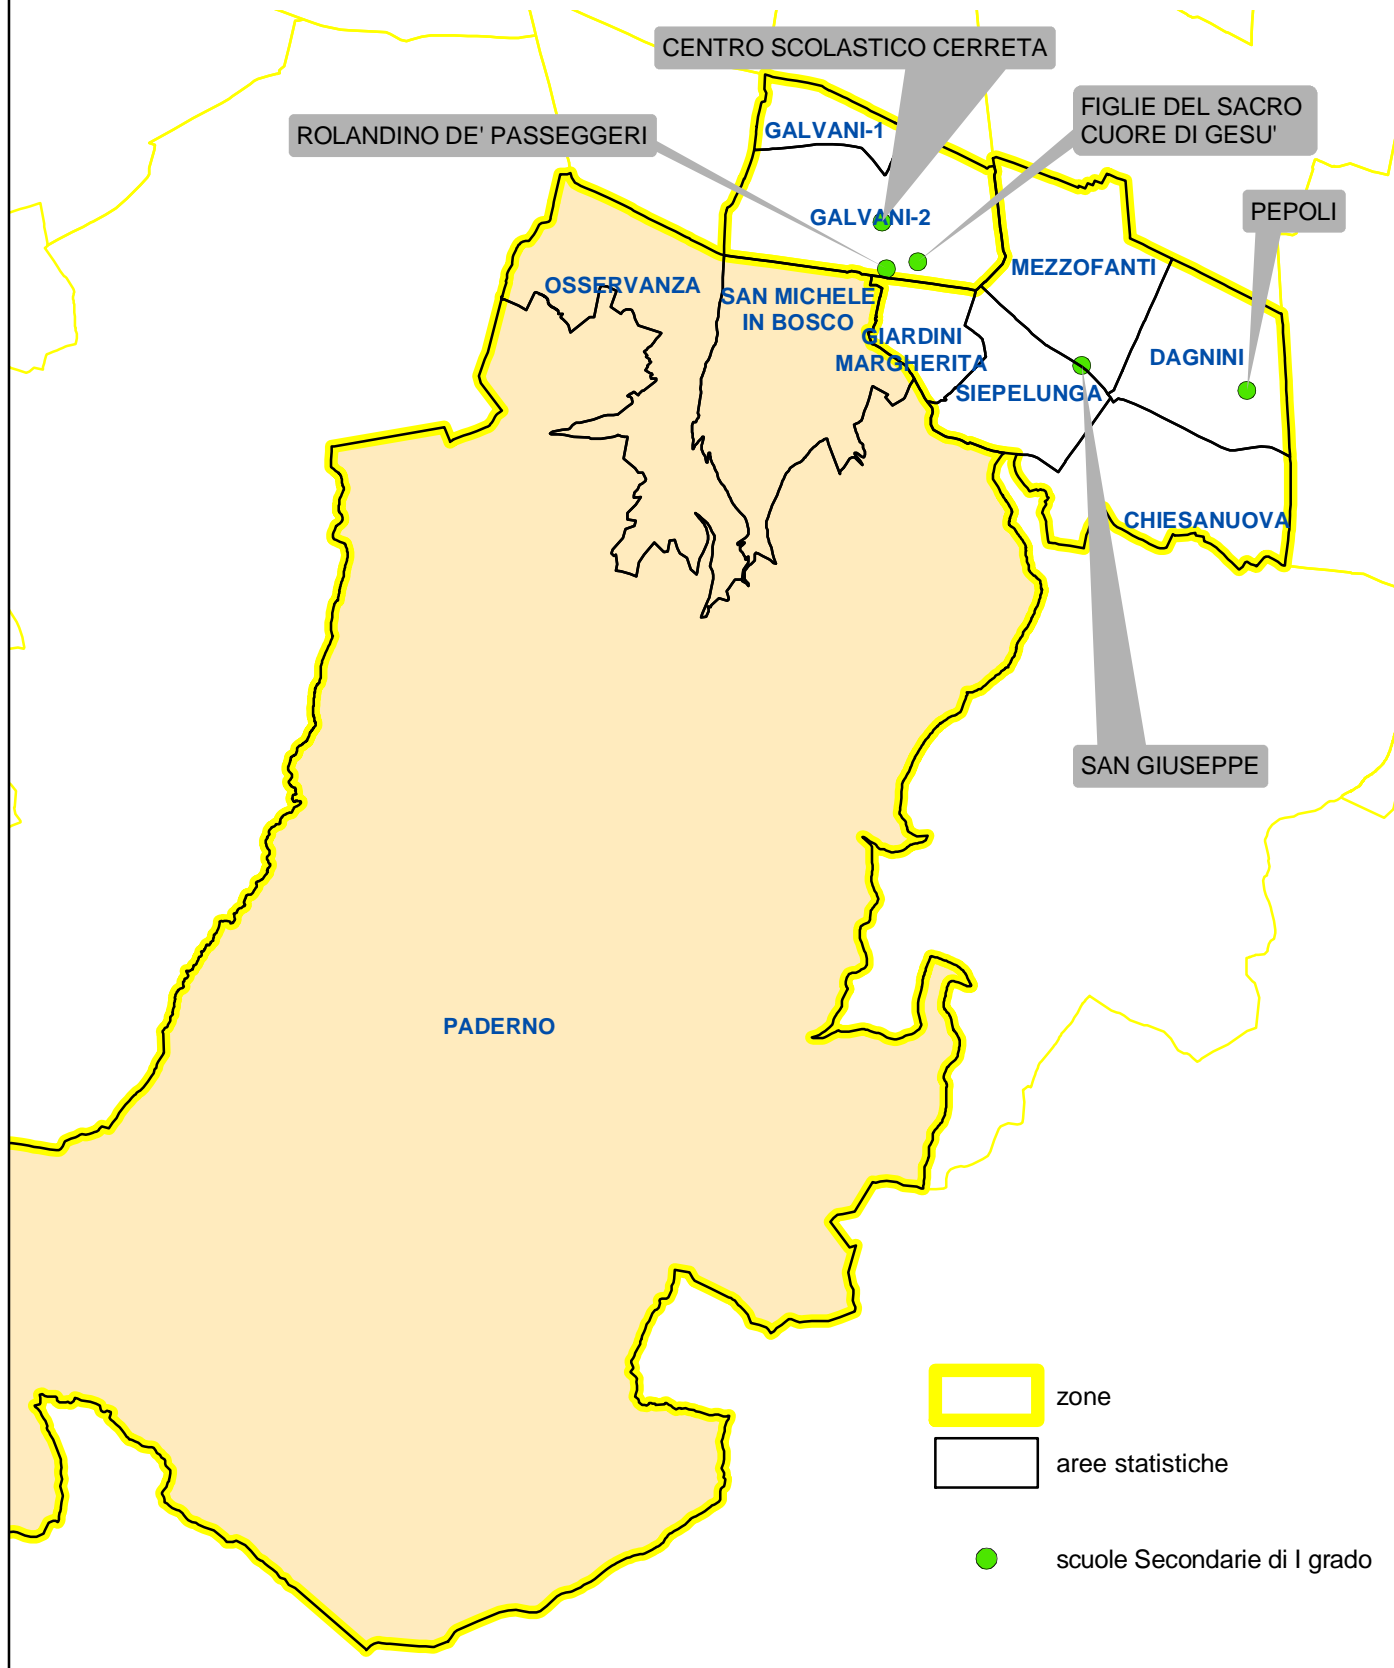 CENTRO SCOLASTICO CERRETA
FIGLIE DEL SACRO
CUORE DI GESU'
ROLANDINO DE' PASSEGGERI
GALVANI-1
PEPOLI
GALVANI-2
MEZZOFANTI
OSSERVANZA
SAN MICHELE
IN BOSCO
GIARDINI
MARGHERITA
DAGNINI
SIEPELUNGA
CHIESANUOVA
SAN GIUSEPPE
PADERNO
zone
aree statistiche
scuole Secondarie di I grado